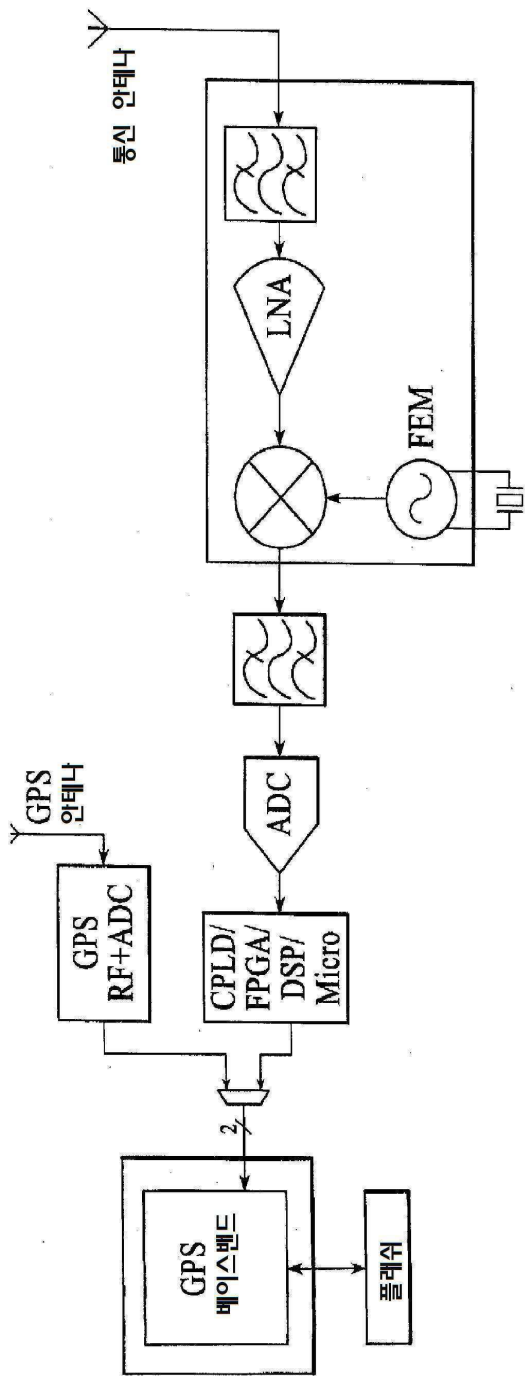 통신 안테나
LNA
FEM
GPS
안테나
GPS
RF+ADC
ADC
CPLD/
FPGA/
DSP/
Micro
2
GPS
베이스밴드
플래쉬